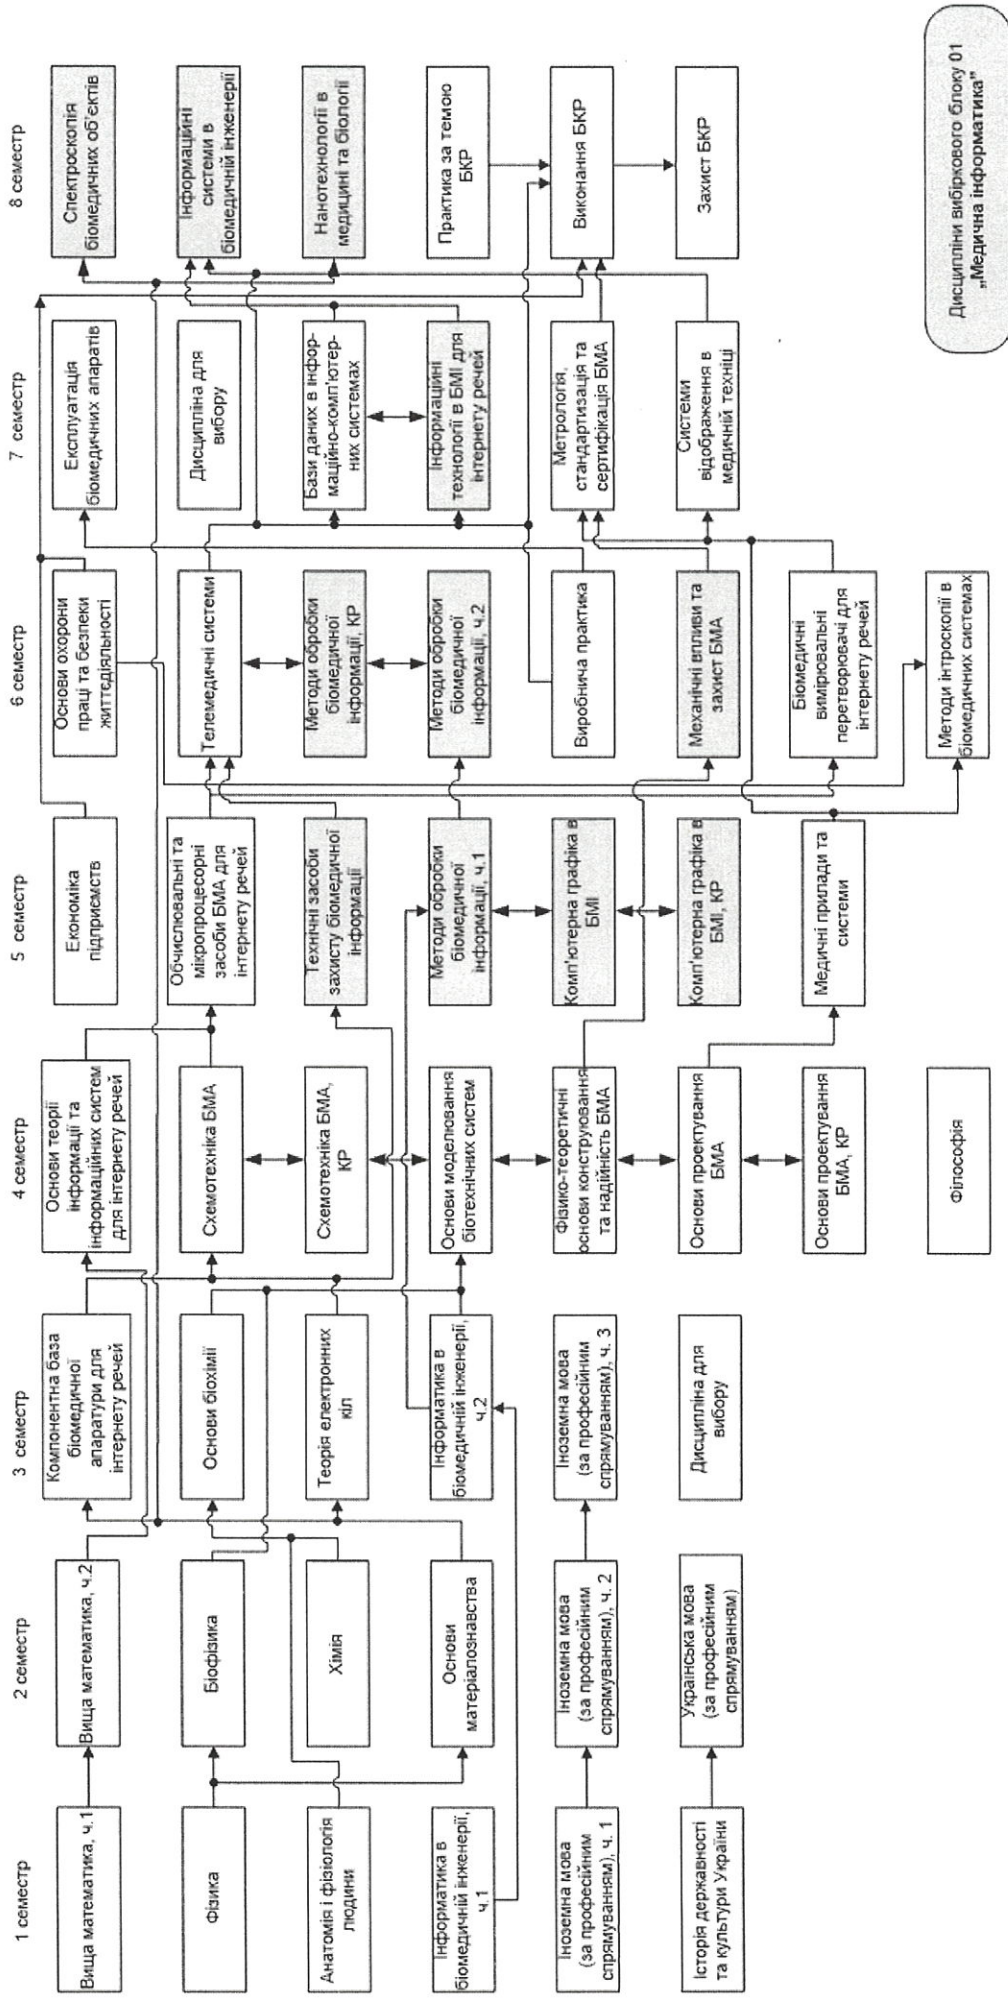 1 семестр
Вища математика, ч.1
Фізика
Анатомія і фізіологія
людини
Інформатика в
біомедичній інженерії,
ч.1
Іноземна мова
(за професійним
спрямуванням), ч. 1
Історія державності
та культури України
2 семестр
Вища математика, ч.2
Біофізика
Хімія
Основи
матеріалознавства
Іноземна мова
(за професійним
спрямуванням), ч. 2
Українська мова
(за професійним
спрямуванням)
3 семестр
Компонентна база
біомедичної
апаратури для
інтернету речей
Основи біохімії
Теорія електронних
кіл
Інформатика в
біомедичній інженерії,
ч.2
Іноземна мова
(за професійним
спрямуванням), ч. 3
Дисципліна для
вибору
4 семестр
Основи теорії
інформації та
інформаційних систем
для інтернету речей
Схемотехніка БМА
Схемотехніка БМА,
КР
Основи моделювання
біотехнічних систем
Фізико-теоретичні
основи конструювання
та надійність БМА
Основи проектування
БМА
Основи проектування
БМА, КР
Філософія
5 семестр
Економіка
підприємств
Обчислювальні та
мікропроцесорні
засоби БМА для
інтернету речей
Технічні засоби
захисту біомедичної
інформації
Методи обробки
біомедичної
інформації, ч.1
Комп'ютерна графіка в
БМІ
Комп'ютерна графіка в
БМІ, КР
Медичні прилади та
системи
6 семестр
Основи охорони
праці та безпеки
життєдіяльності
Телемедичні системи
Методи обробки
біомедичної
інформації, КР
Методи обробки
біомедичної
інформації, ч.2
Виробнича практика
Механічні впливи та
захист БМА
Біомедичні
вимірювальні
перетворювачі для
інтернету речей
Методи інтроскопії в
біомедичних системах
7 семестр
Експлуатація
біомедичних апаратів
Дисципліна для
вибору
Бази даних в інфор-
маційно-комп'ютер-
них системах
Інформаційні
технології в БМІ для
інтернету речей
Метрологія,
стандартизація та
сертифікація БМА
Системи
відображення в
медичній техніці
8 семестр
Спектроскопія
біомедичних об'єктів
Інформаційні
системи в
біомедичній інженерії
Нанотехнології в
медицині та біології
Практика за темою
БКР
Виконання БКР
Захист БКР
Дисципліни вибіркового блоку 01
„Медична інформатика"